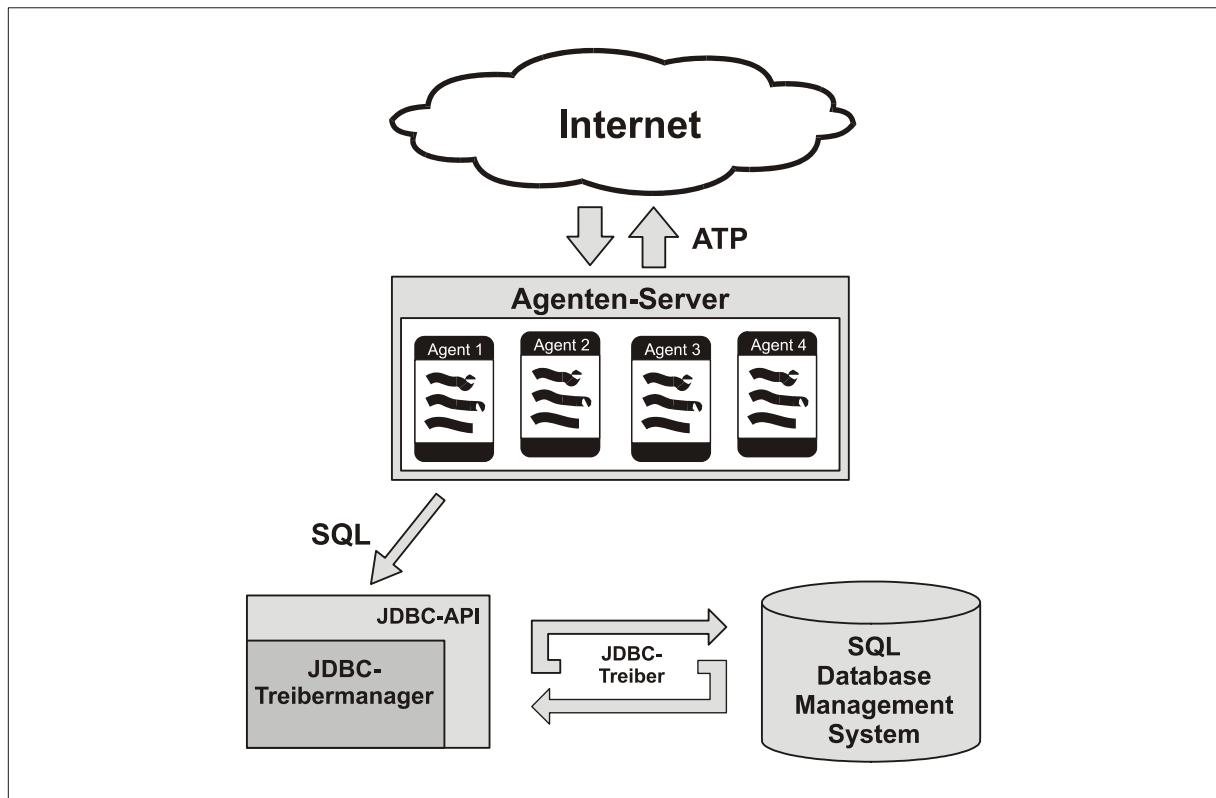 Internet
ATP
Agenten-Server
Agent 1
Agent 2
Agent 3
Agent 4
SQL
JDBC-API
JDBC-
Treibermanager
JDBC-
Treiber
SQL
Database
Management
System